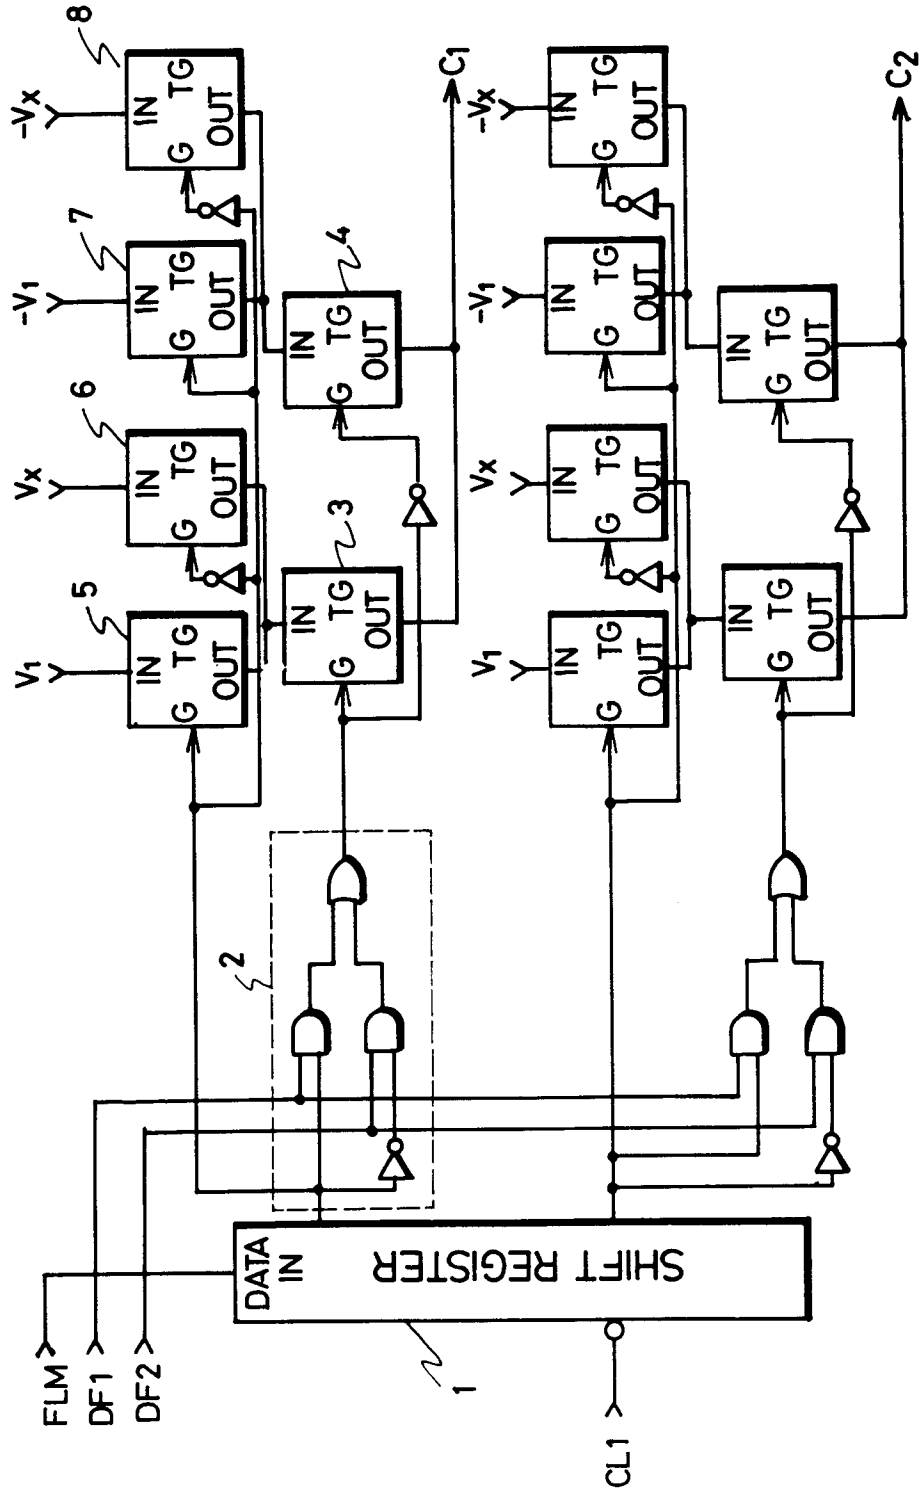 FLM
DF1
DF2
CL1
1
DATA
IN
SHIFT REGISTER
2
V1
5
IN
G TG
OUT
Vx
6
IN
G TG
OUT
-V1
7
IN
G TG
OUT
-Vx
8
IN
G TG
OUT
3
IN
G TG
OUT
4
IN
G TG
OUT
C1
V1
IN
G TG
OUT
Vx
IN
G TG
OUT
-V1
IN
G TG
OUT
-Vx
IN
G TG
OUT
IN
G TG
OUT
IN
G TG
OUT
C2